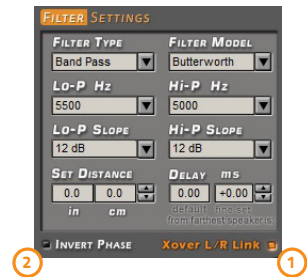 FILTER SETTINGS
FILTER TYPE FILTER MODEL
Band Pass Butterworth
LO-P HZ HI-P HZ
5500 5000
LO-P SLOPE HI-P SLOPE
12 dB 12 dB
SET DISTANCE DELAY ms
0.0 0.0 0.00 +0.00
in cm default fine-set
from farthest speaker(s)
INVERT PHASE Xover L/R Link
2 1